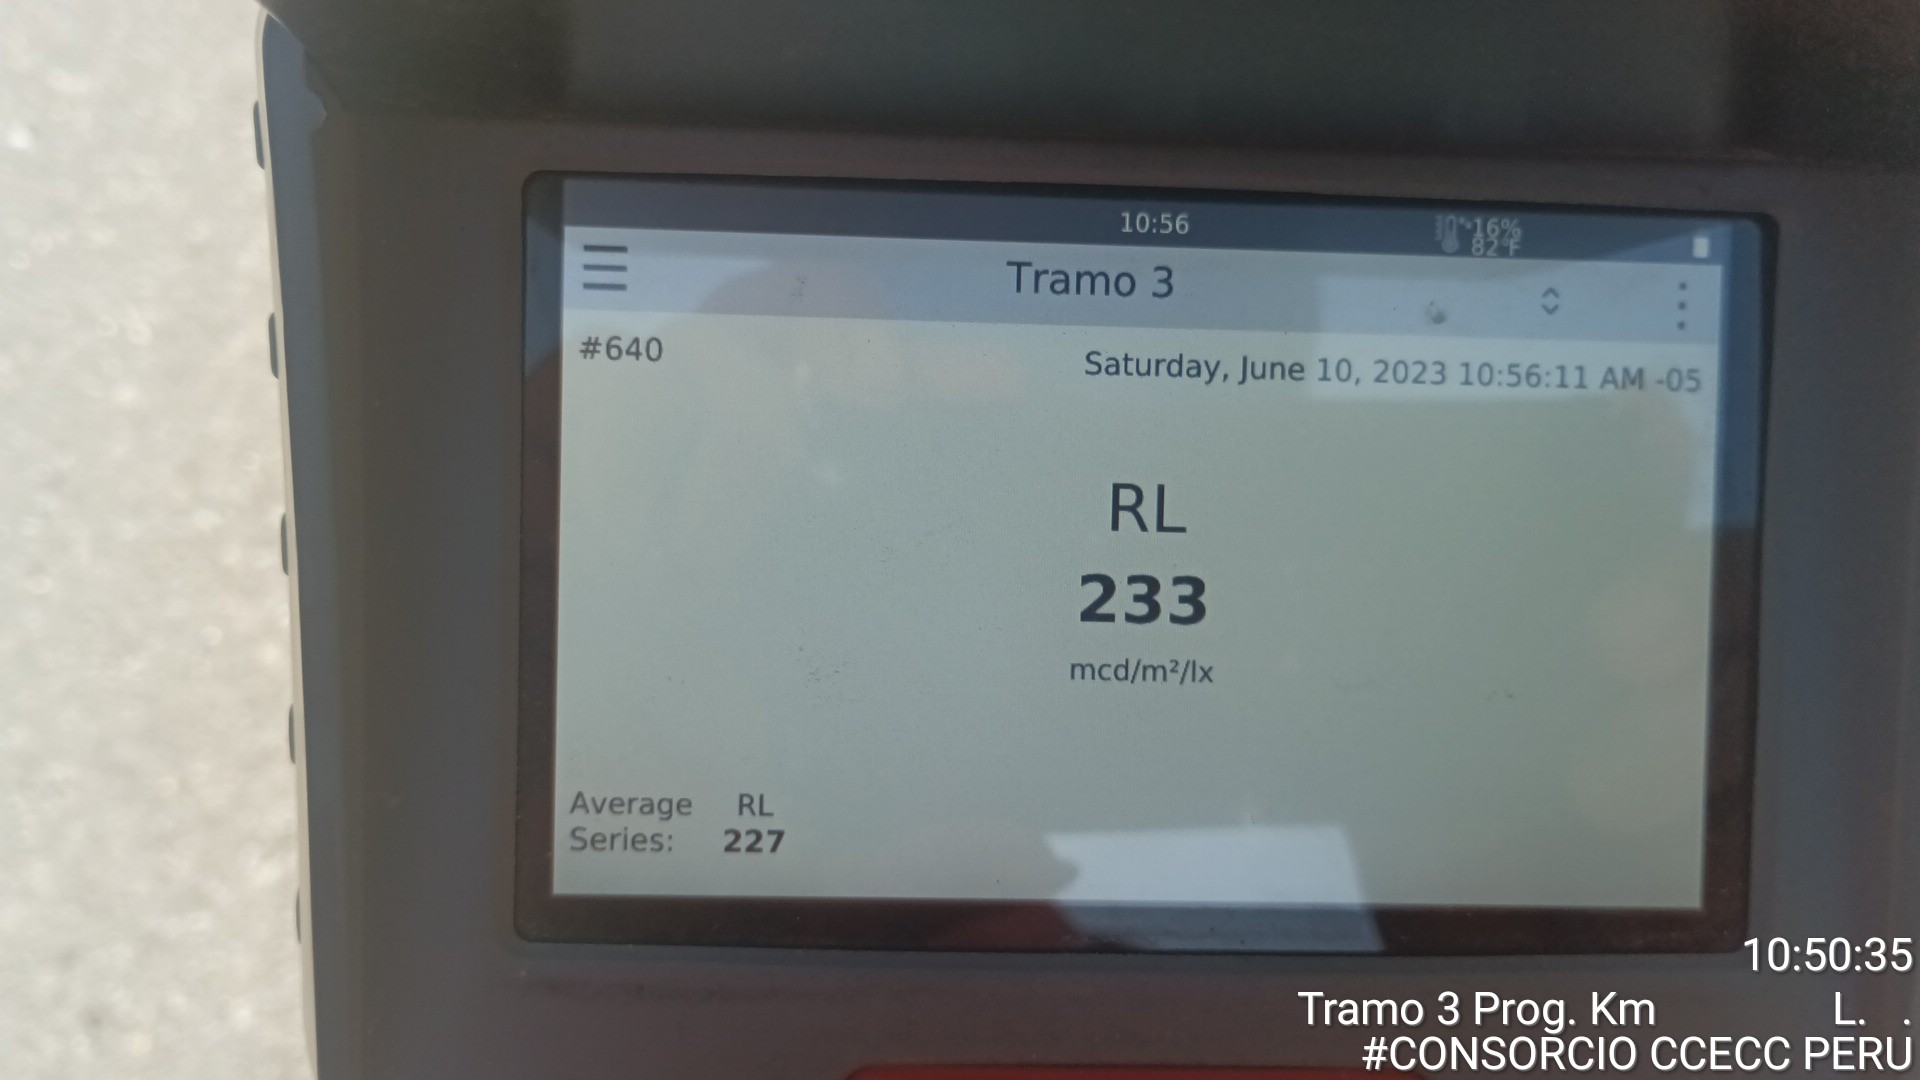 10:56
16%
82°F
Tramo 3
#640
Saturday, June 10, 2023 10:56:11 AM -05
RL
233
mcd/m²/lx
Average RL
Series: 227
10:50:35
Tramo 3 Prog. Km L. .
#CONSORCIO CCECC PERU